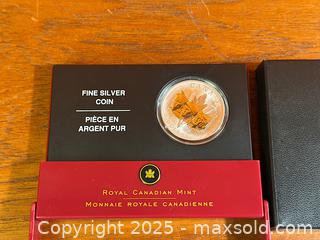 FINE SILVER
COIN
PIÈCE EN
ARGENT PUR
ROYAL CANADIAN MINT
MONNAIE ROYALE CANADIENNE
Copyright © 2025 - maxsold.com